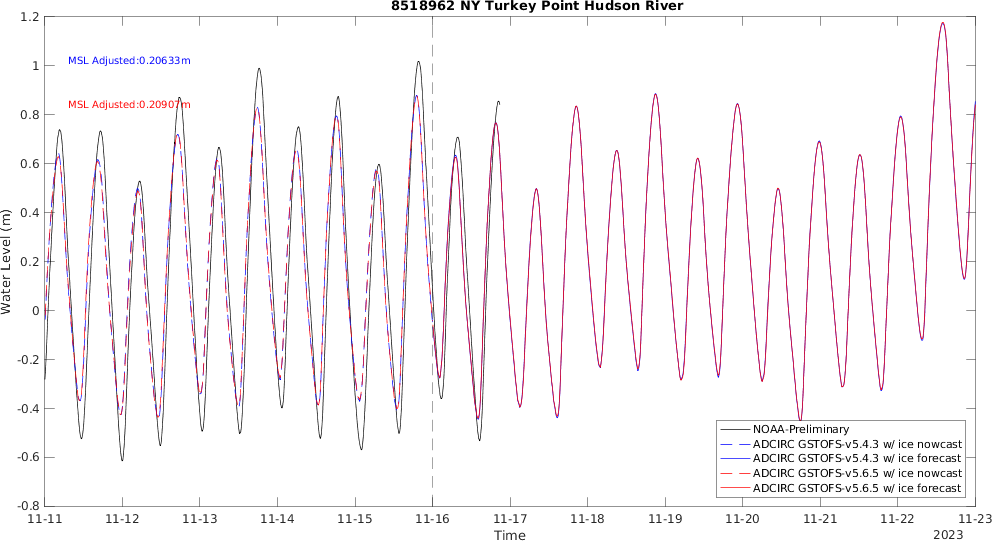 8518962 NY Turkey Point Hudson River
MSL Adjusted:0.20633m
MSL Adjusted:0.20907m
Water Level (m)
1.2
1
0.8
0.6
0.4
0.2
0
-0.2
-0.4
-0.6
-0.8
NOAA-Preliminary
ADCIRC GSTOFS-v5.4.3 w/ ice nowcast
ADCIRC GSTOFS-v5.4.3 w/ ice forecast
ADCIRC GSTOFS-v5.6.5 w/ ice nowcast
ADCIRC GSTOFS-v5.6.5 w/ ice forecast
11-11 11-12 11-13 11-14 11-15 11-16 11-17 11-18 11-19 11-20 11-21 11-22 11-23
Time
2023